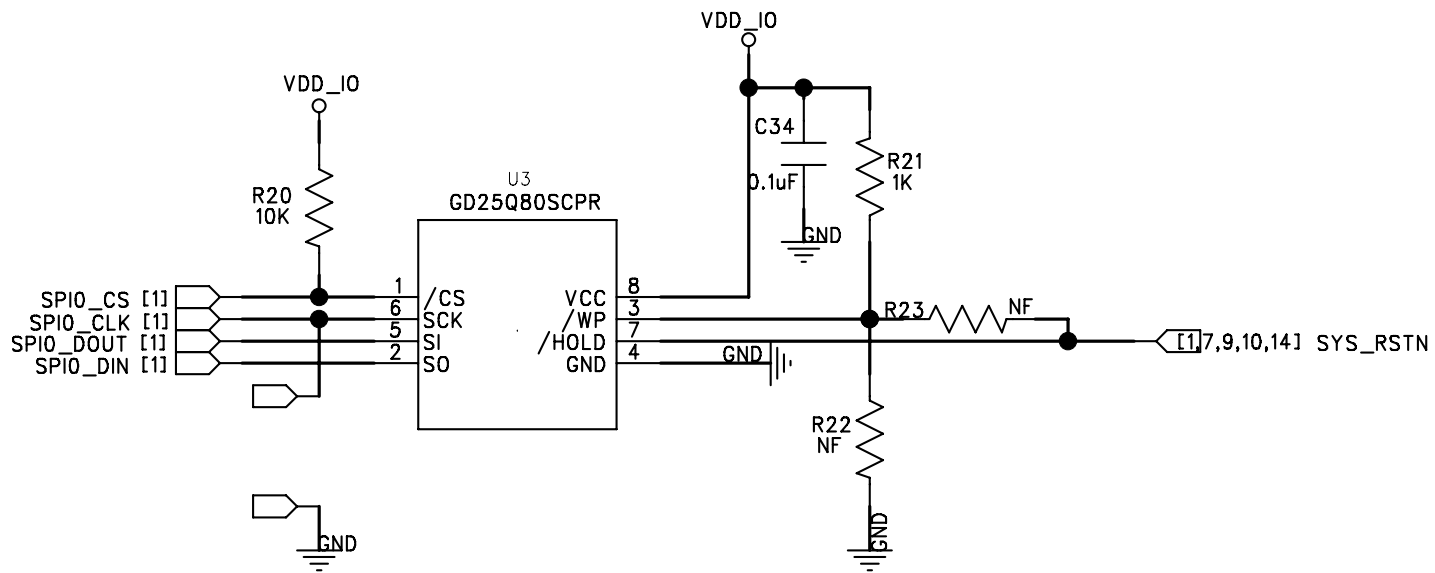 VDD_IO
VDD_IO
C34
0.1uF
GND
R21
1K
R20
10K
U3
GD25Q80SCPR
SPI0_CS [1]
SPI0_CLK [1]
SPI0_DOUT [1]
SPI0_DIN [1]
1
6
5
2
/CS
SCK
SI
SO
VCC
/WP
/HOLD
GND
8
3
7
4
GND
R23
NF
[1,7,9,10,14] SYS_RSTN
R22
NF
GND
GND